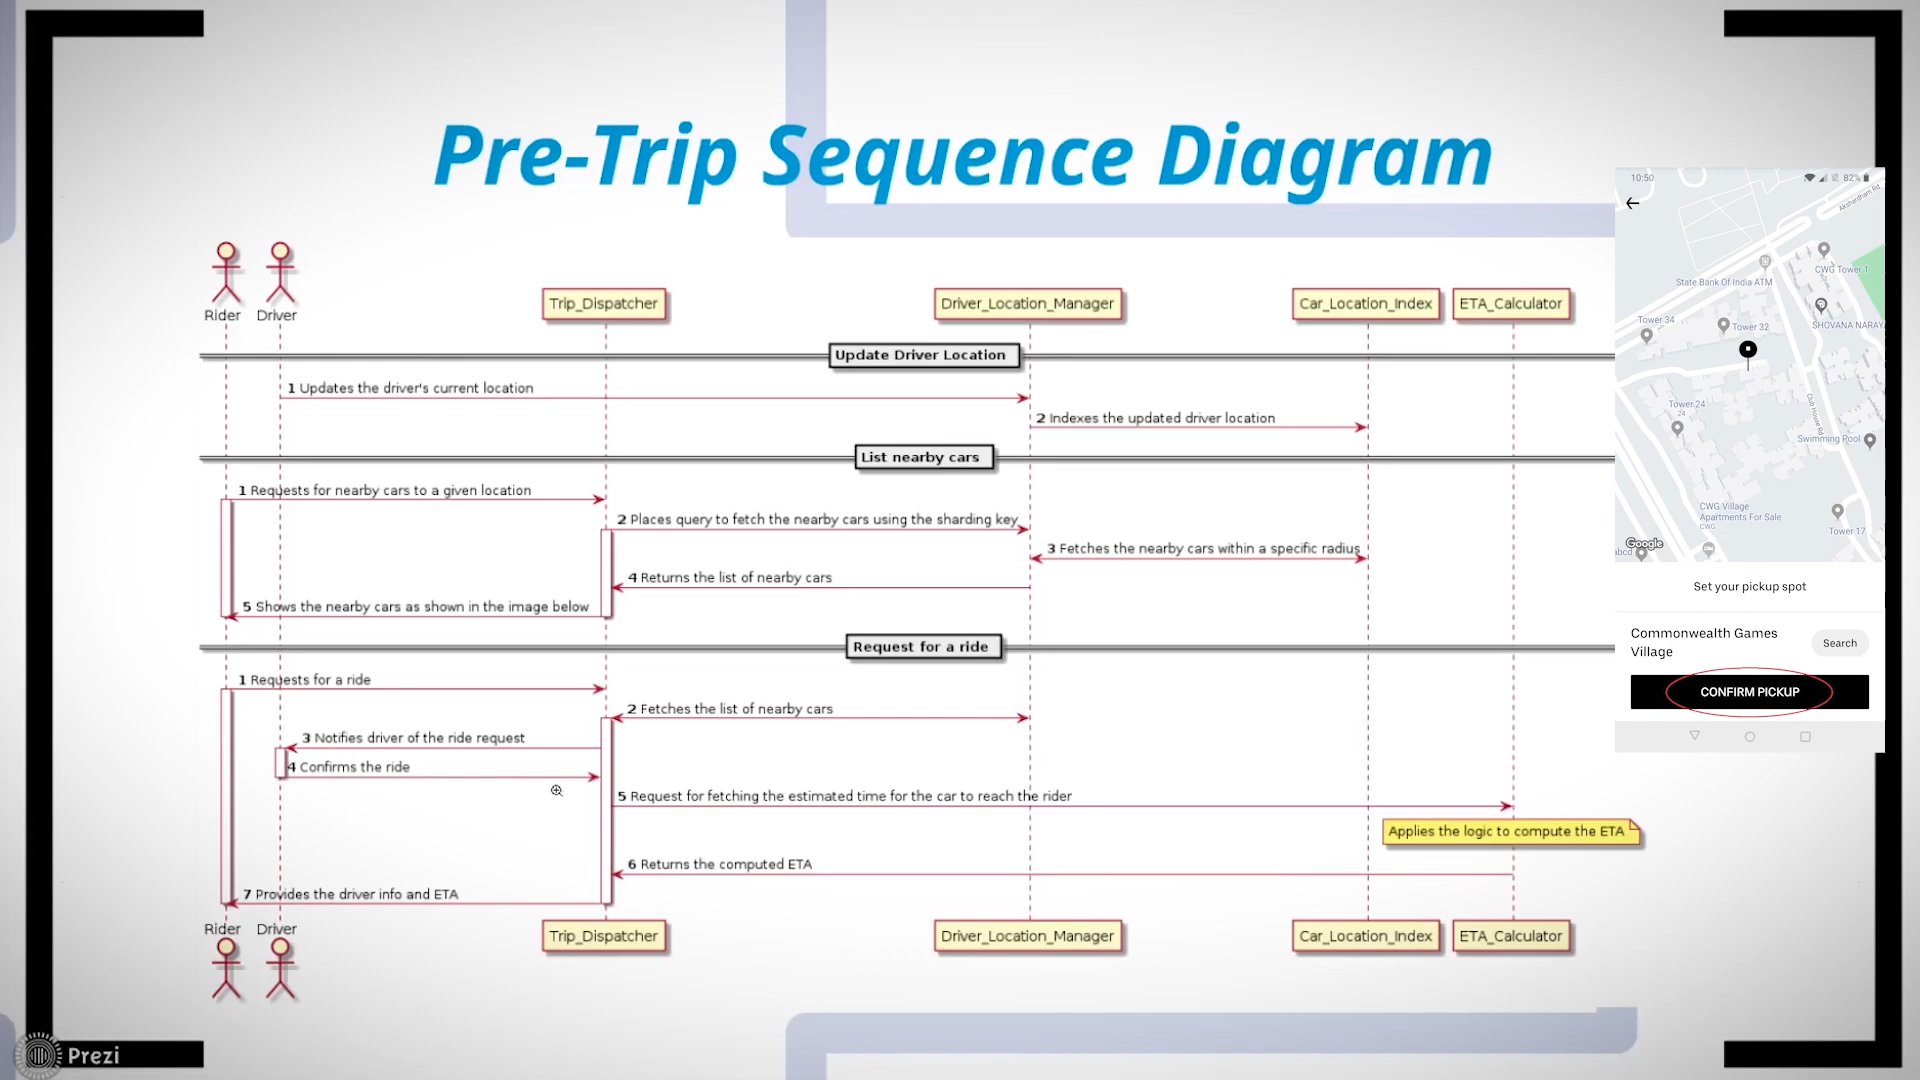 Pre-Trip Sequence Diagram
Rider Driver
Trip_Dispatcher
Driver_Location_Manager
Car_Location_Index
ETA_Calculator
Update Driver Location
1 Updates the driver's current location
2 Indexes the updated driver location
List nearby cars
1 Requests for nearby cars to a given location
2 Places query to fetch the nearby cars using the sharding key
3 Fetches the nearby cars within a specific radius
4 Returns the list of nearby cars
5 Shows the nearby cars as shown in the image below
Request for a ride
1 Requests for a ride
2 Fetches the list of nearby cars
3 Notifies driver of the ride request
4 Confirms the ride
5 Request for fetching the estimated time for the car to reach the rider
Applies the logic to compute the ETA
6 Returns the computed ETA
7 Provides the driver info and ETA
Rider Driver
Trip_Dispatcher
Driver_Location_Manager
Car_Location_Index
ETA_Calculator
10:50
82%
Akshardham Rd
CWG Tower 1
State Bank Of India ATM
SHOVANA NARAY
Tower 34
Tower 32
Tower 24
24
Club House Rd
Swimming Pool
CWG Village
Apartments For Sale
CWG
Tower 17
Google
abcd
Set your pickup spot
Commonwealth Games
Village
Search
CONFIRM PICKUP
Prezi